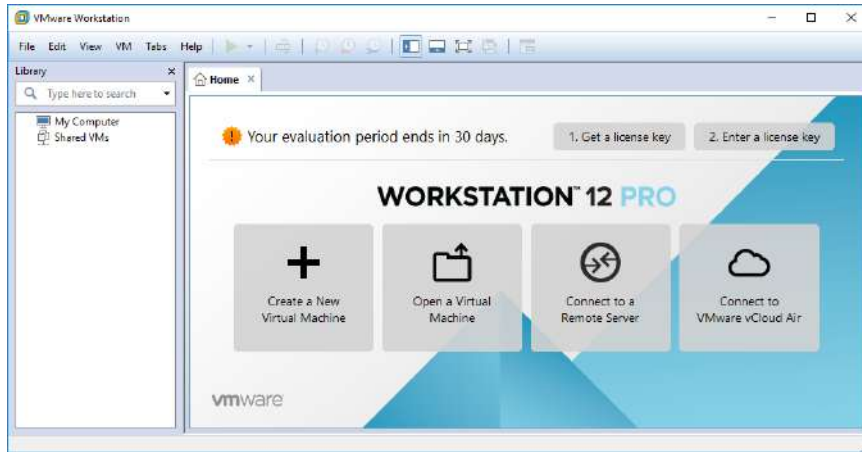 VMware Workstation
File Edit View VM Tabs Help
Library
Home
Type here to search
My Computer
Shared VMs
Your evaluation period ends in 30 days.
1. Get a license key
2. Enter a license key
WORKSTATION™ 12 PRO
Create a New
Virtual Machine
Open a Virtual
Machine
Connect to a
Remote Server
Connect to
VMware vCloud Air
vmware